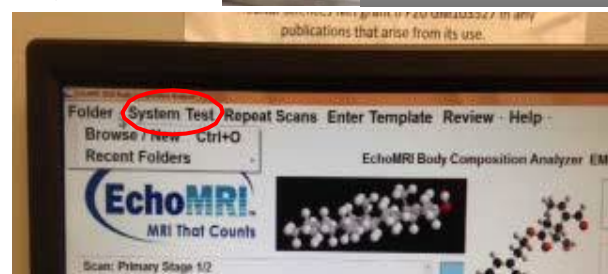 publications that arise from its use.
Folder System Test Repeat Scans Enter Template Review - Help -
Browse / New Ctrl+O
Recent Folders
EchoMRI Body Composition Analyzer EM
EchoMRI
MRI That Counts
Scan: Primary Stage 1/2